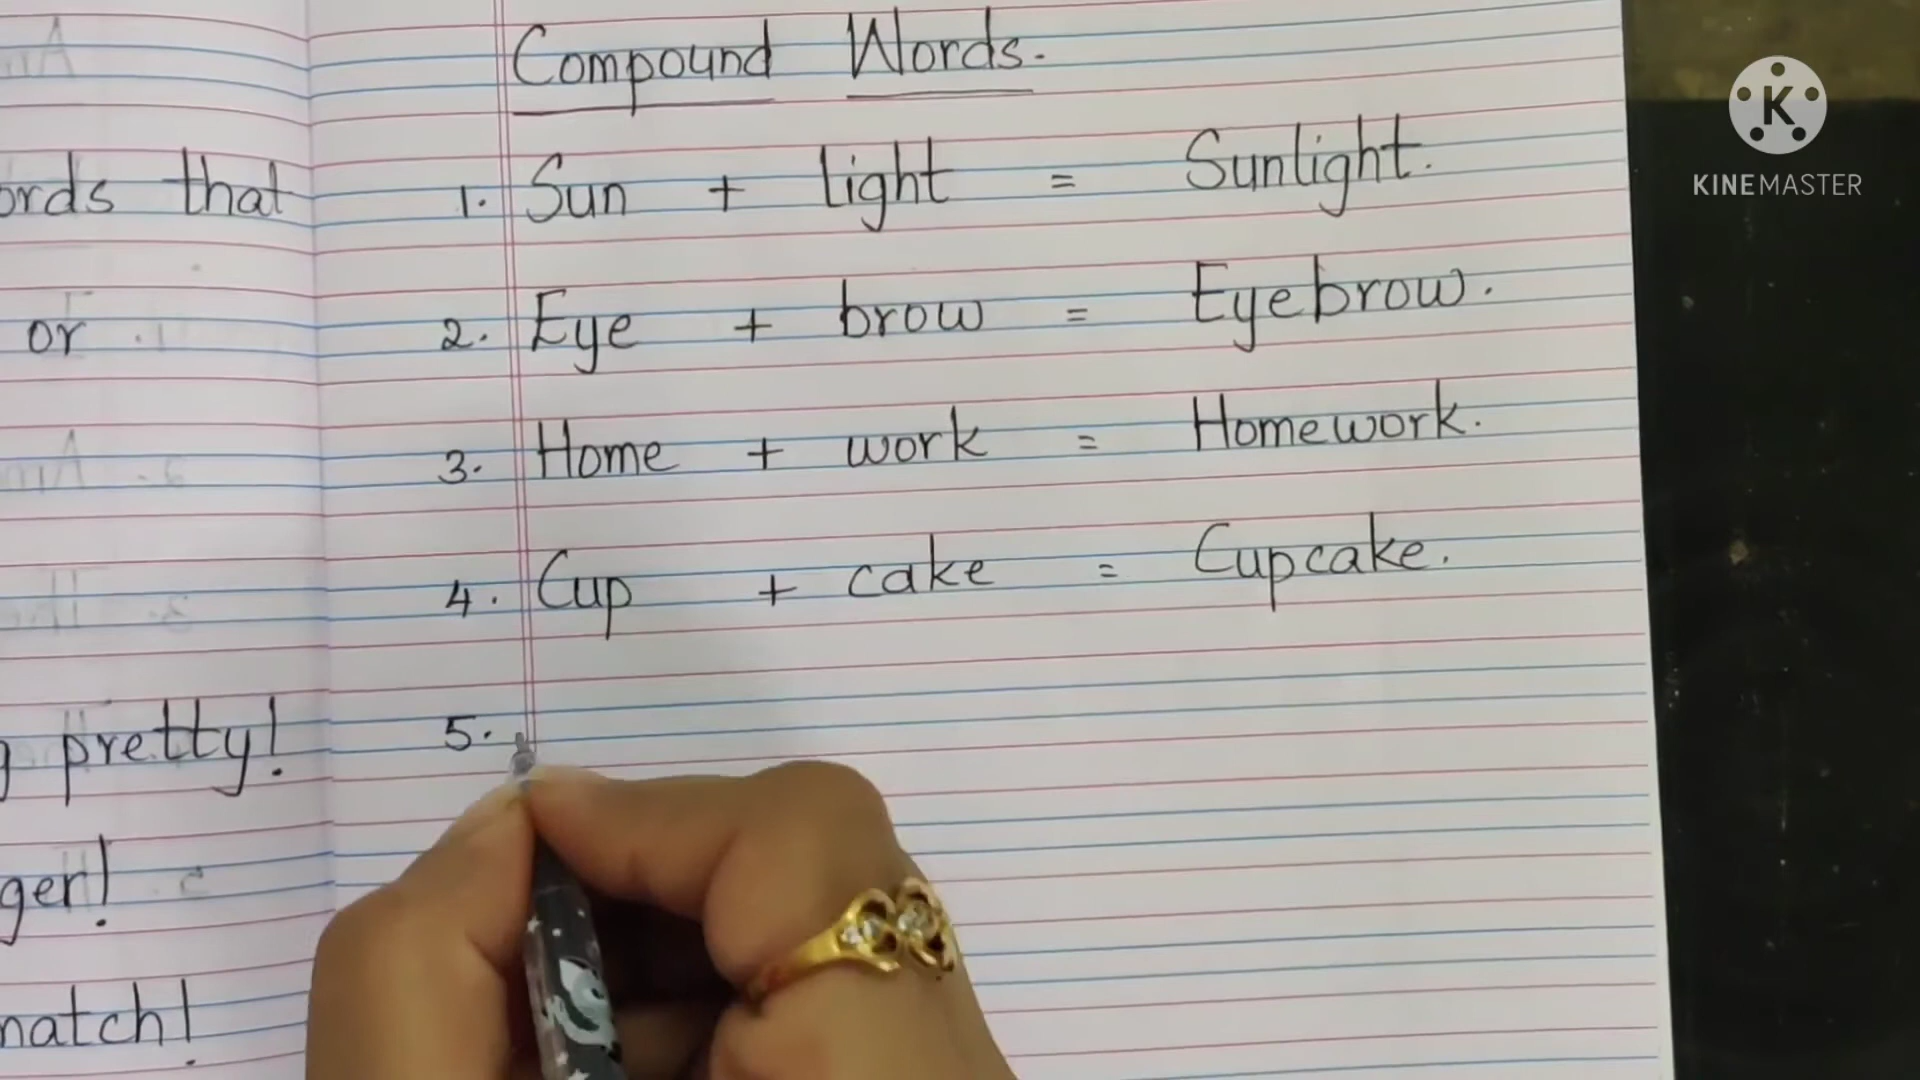 Compound Words.
1. Sun + light = Sunlight.
2. Eye + brow = Eyebrow.
3. Home + work = Homework.
4. Cup + cake = Cupcake.
5.
ords that
or
pretty!
ger!
match!
K
KINEMASTER